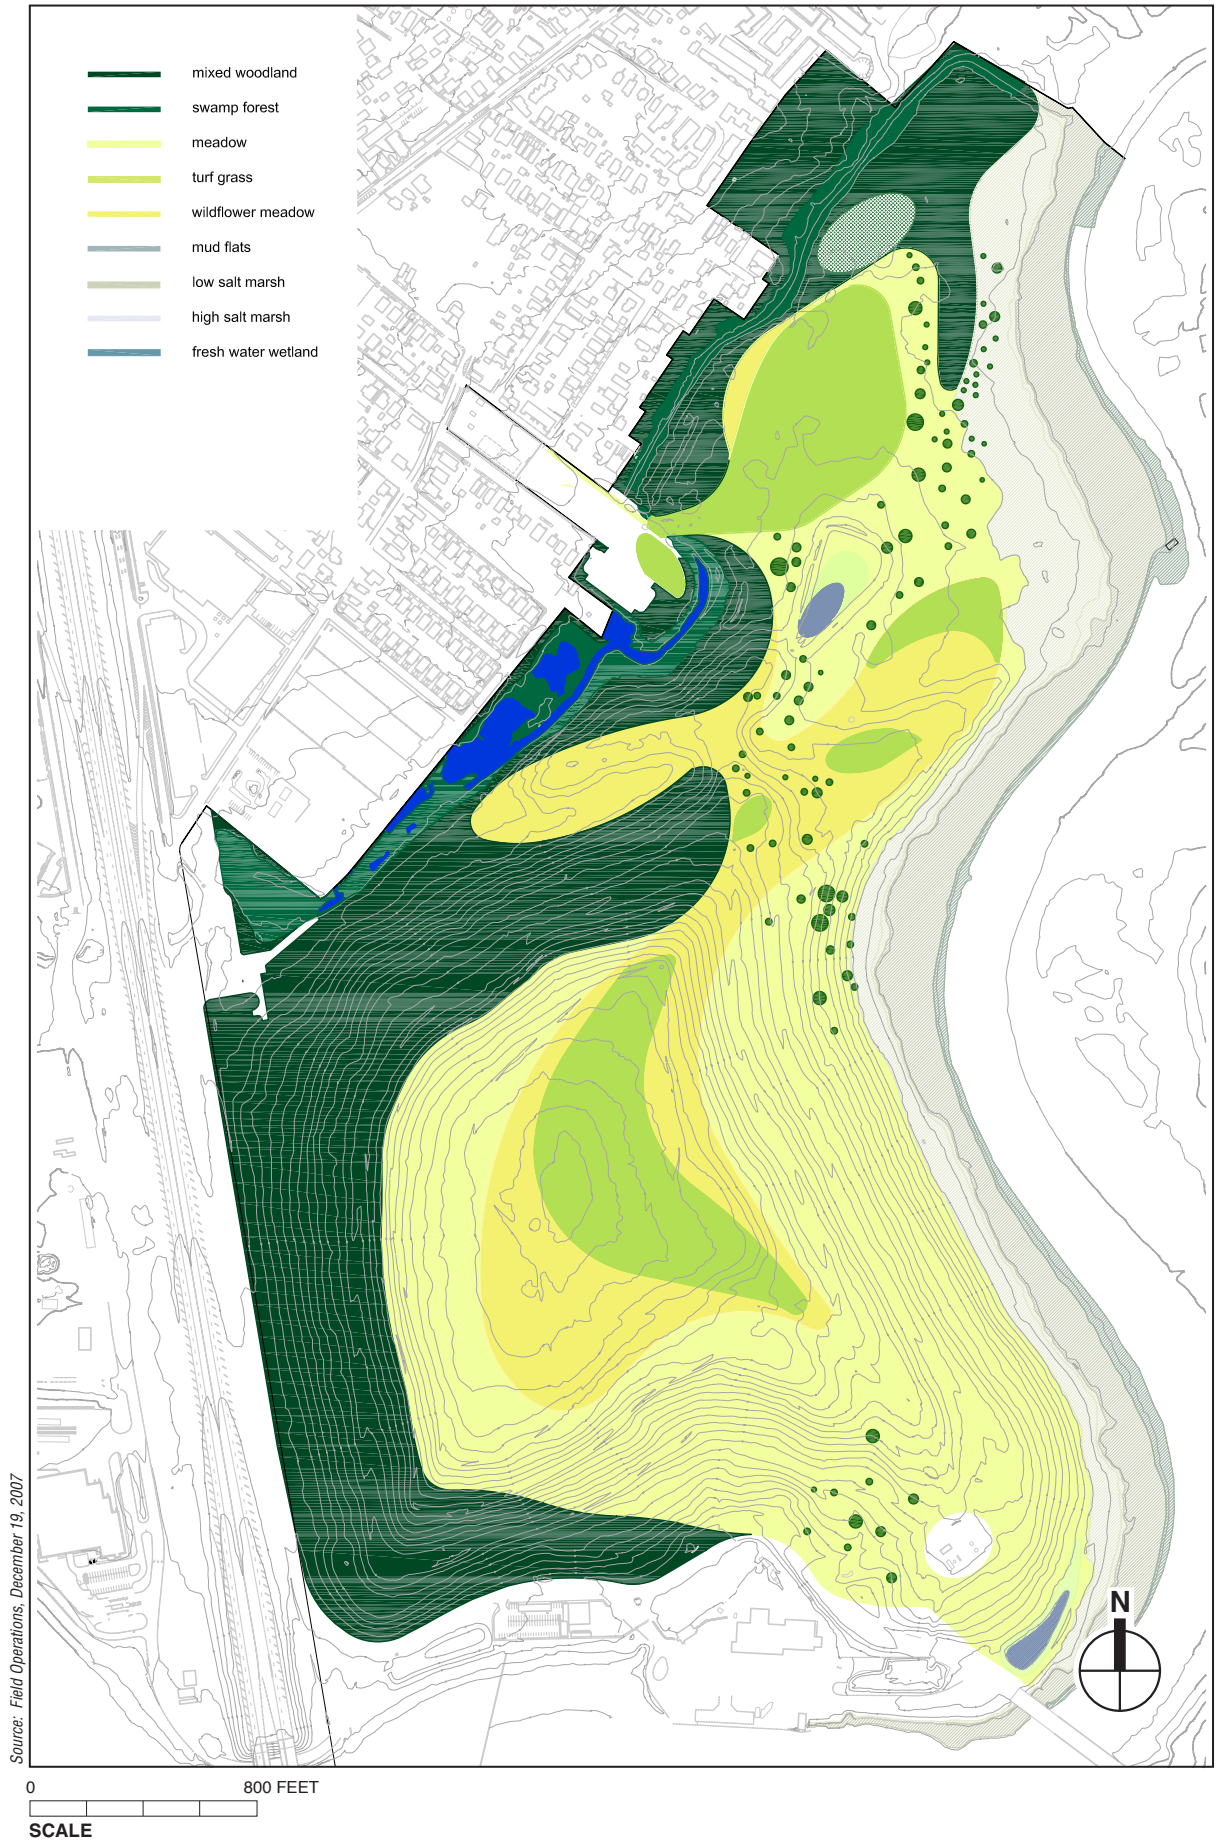 mixed woodland
swamp forest
meadow
turf grass
wildflower meadow
mud flats
low salt marsh
high salt marsh
fresh water wetland
N
Source: Field Operations, December 19, 2007
0 800 FEET
SCALE